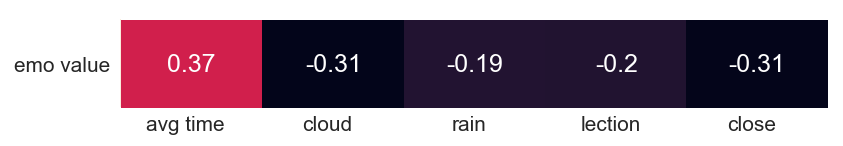 emo value 0.37 -0.31 -0.19 -0.2 -0.31
avg time cloud rain lection close